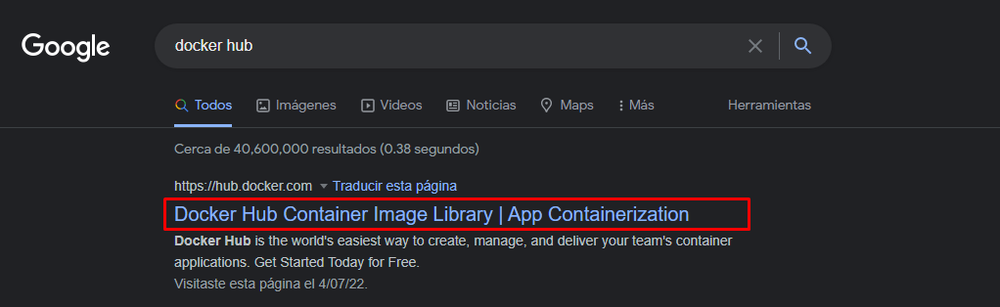 Google
docker hub
Todos Imágenes Videos Noticias Maps Más Herramientas
Cerca de 40,600,000 resultados (0.38 segundos)
https://hub.docker.com Traducir esta página
Docker Hub Container Image Library | App Containerization
Docker Hub is the world's easiest way to create, manage, and deliver your team's container
applications. Get Started Today for Free.
Visitaste esta página el 4/07/22.